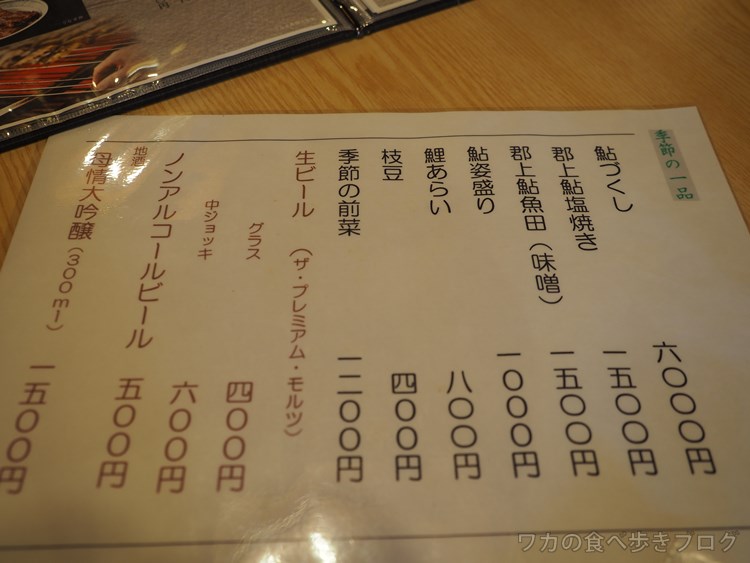 季節の一品
鮎づくし 六〇〇〇円
郡上鮎塩焼き 一五〇〇円
郡上鮎魚田（味噌） 一五〇〇円
鮎姿盛り 一〇〇〇円
鯉あらい 八〇〇円
枝豆 四〇〇円
季節の前菜 一二〇〇円
生ビール （ザ・プレミアム・モルツ）
グラス 四〇〇円
中ジョッキ 六〇〇円
ノンアルコールビール 五〇〇円
地酒
母情大吟醸（300ml） 一五〇〇円
ワカの食べ歩きブログ